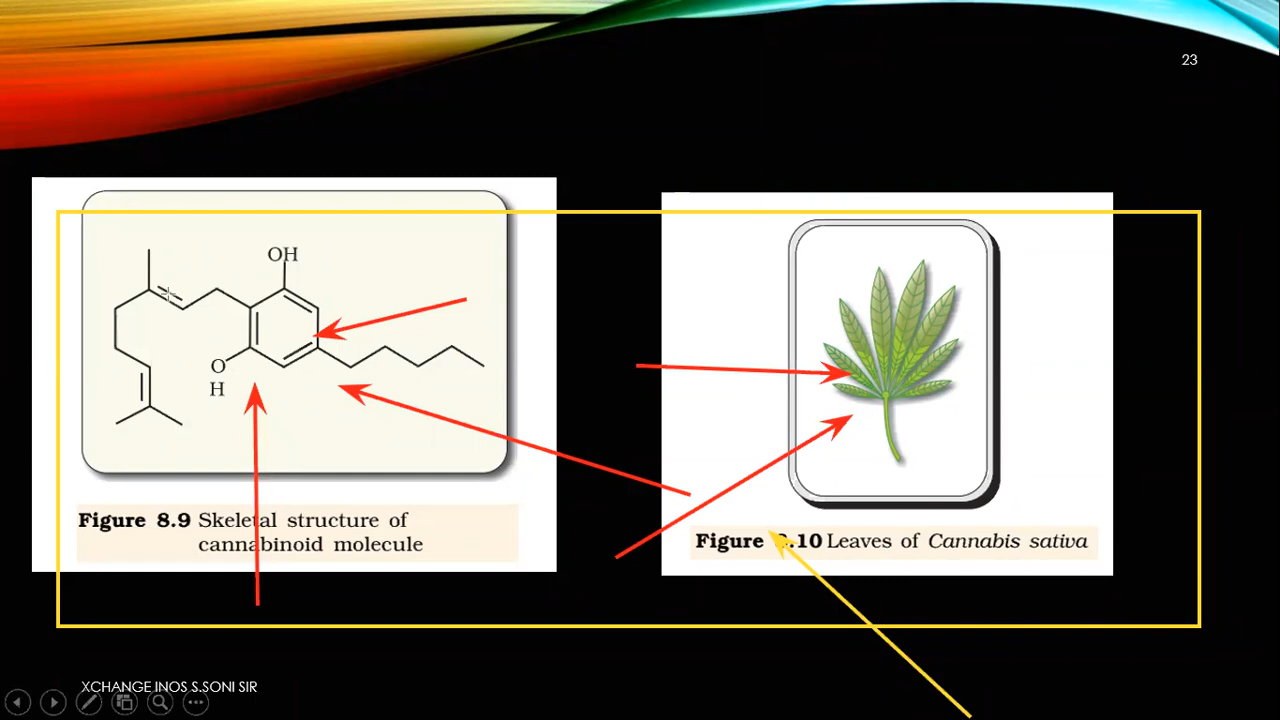 23
OH
O
H
Figure 8.9 Skeletal structure of
cannabinoid molecule
Figure .10 Leaves of Cannabis sativa
XCHANGE INOS S.SONI SIR